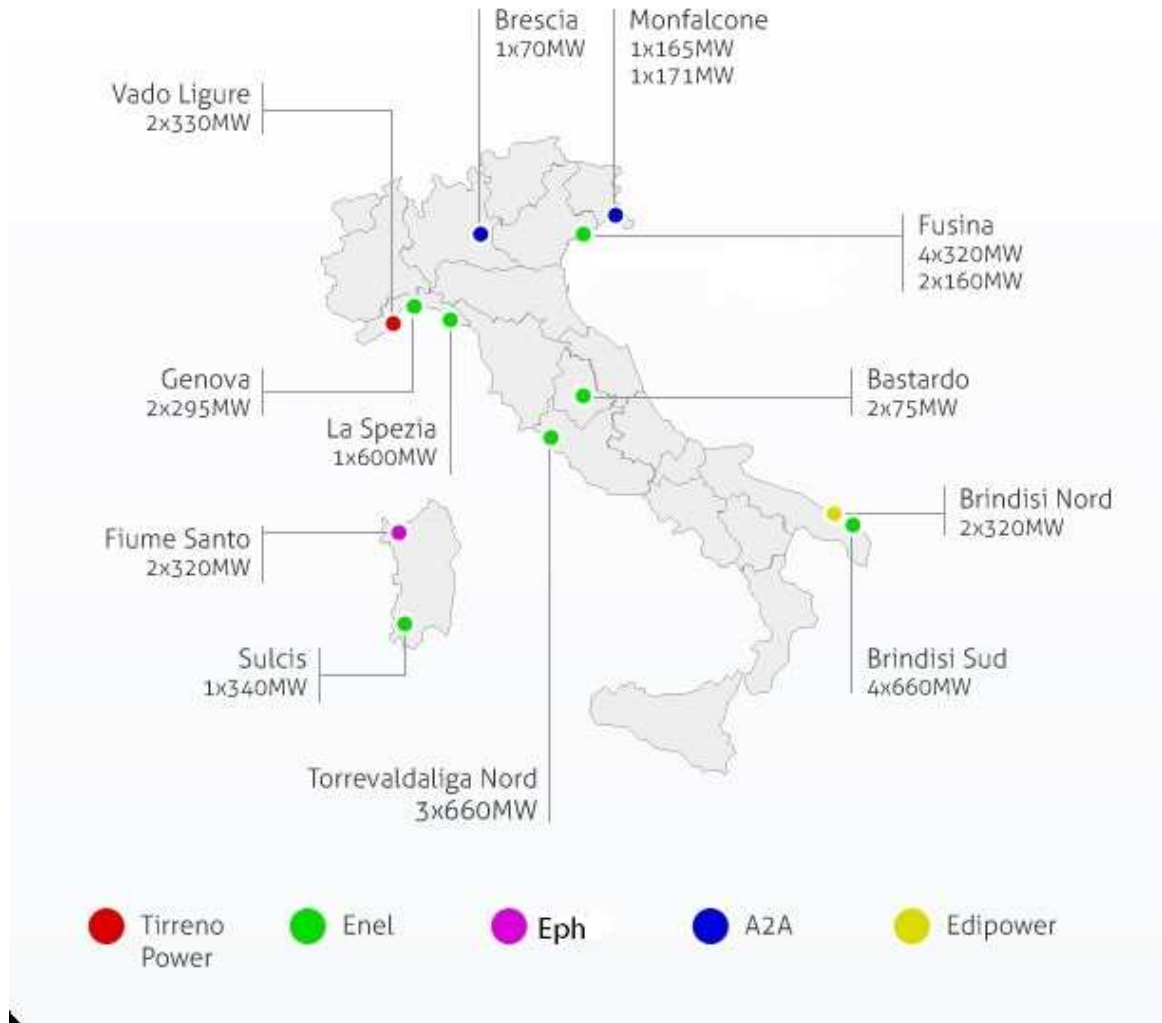 Brescia
1x70MW
Monfalcone
1x165MW
1x171MW
Vado Ligure
2x330MW
Fusina
4x320MW
2x160MW
Genova
2x295MW
La Spezia
1x600MW
Bastardo
2x75MW
Fiume Santo
2x320MW
Brindisi Nord
2x320MW
Sulcis
1x340MW
Brindisi Sud
4x660MW
Torrevaldaliga Nord
3x660MW
Tirreno
Power
Enel
Eph
A2A
Edipower